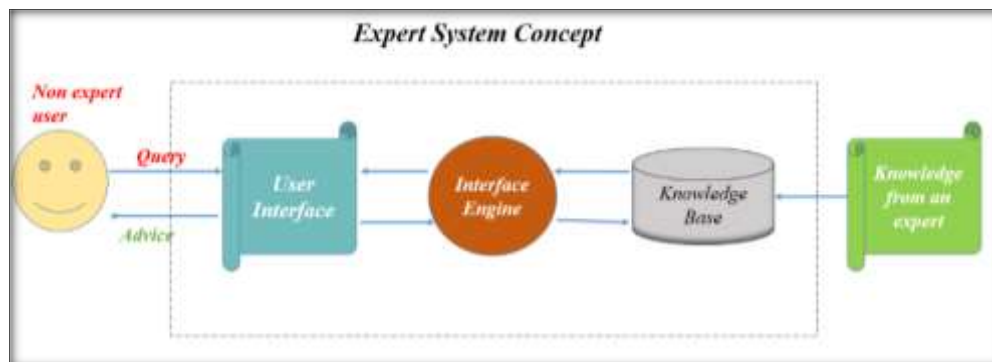 Expert System Concept
Non expert
user
Query
Advice
User
Interface
Interface
Engine
Knowledge
Base
Knowledge
from an
expert